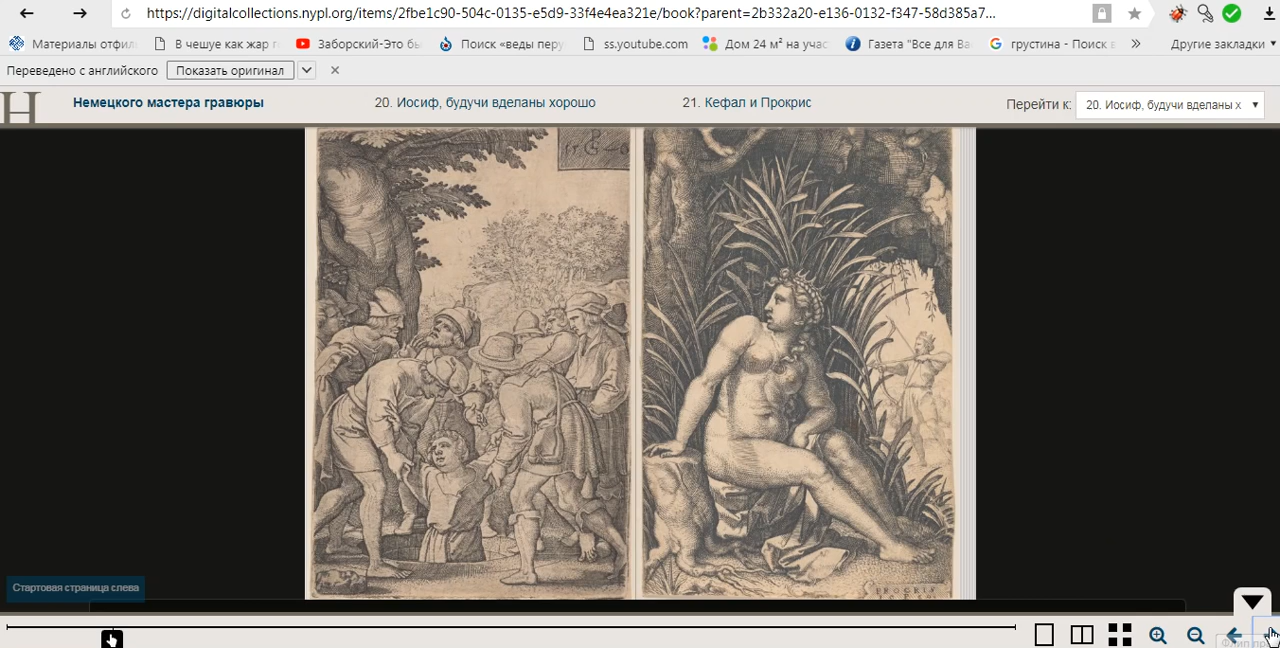 https://digitalcollections.nypl.org/items/2fbe1c90-504c-0135-e5d9-33f4e4ea321e/book?parent=2b332a20-e136-0132-f347-58d385a7...
Материалы отфил
В чешуе как жар г
Заборский-Это бы
Поиск «веды перу
ss.youtube.com
Дом 24 м² на учас
Газета "Все для Ва
грустина - Поиск в
Другие закладки
Переведено с английского
Показать оригинал
Н
Немецкого мастера гравюры
20. Иосиф, будучи вделаны хорошо
21. Кефал и Прокрис
Перейти к:
20. Иосиф, будучи вделаны х
PROCRIS
Стартовая страница слева